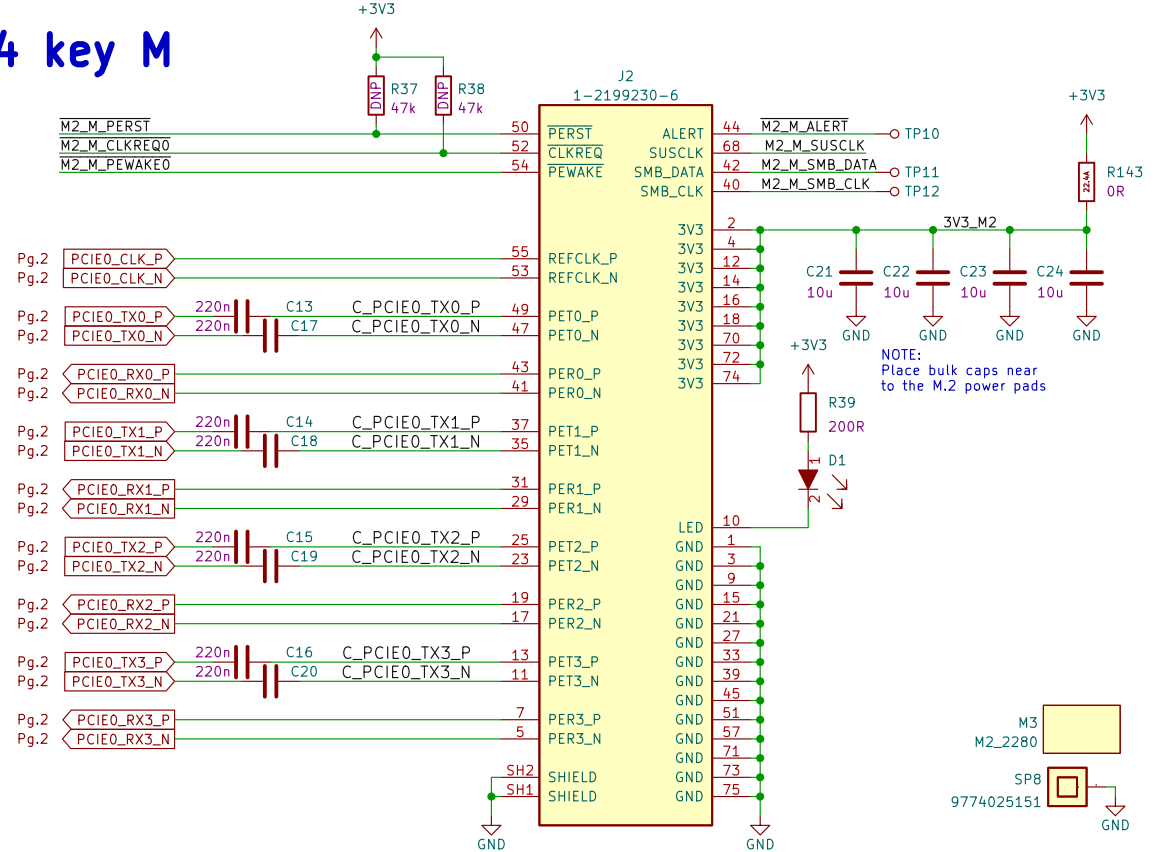 +3V3
4 key M
J2
1-2199230-6
DNP R37 47k
DNP R38 47k
+3V3
M2_M_PERST 50 PERST
M2_M_CLKREQ0 52 CLKREQ
M2_M_PEWAKE0 54 PEWAKE
ALERT 44 M2_M_ALERT TP10
SUSCLK 68 M2_M_SUSCLK
SMB_DATA 42 M2_M_SMB_DATA TP11
SMB_CLK 40 M2_M_SMB_CLK TP12
22.4A R143
0R
3V3 2 3V3_M2
3V3 4
3V3 12
3V3 14
3V3 16
3V3 18
3V3 70
3V3 72
3V3 74
C21 10u GND
C22 10u GND
C23 10u GND
C24 10u GND
NOTE:
Place bulk caps near
to the M.2 power pads
Pg.2 PCIE0_CLK_P 55 REFCLK_P
Pg.2 PCIE0_CLK_N 53 REFCLK_N
Pg.2 PCIE0_TX0_P 220n C13 C_PCIE0_TX0_P 49 PET0_P
Pg.2 PCIE0_TX0_N 220n C17 C_PCIE0_TX0_N 47 PET0_N
Pg.2 PCIE0_RX0_P 43 PER0_P
Pg.2 PCIE0_RX0_N 41 PER0_N
Pg.2 PCIE0_TX1_P 220n C14 C_PCIE0_TX1_P 37 PET1_P
Pg.2 PCIE0_TX1_N 220n C18 C_PCIE0_TX1_N 35 PET1_N
Pg.2 PCIE0_RX1_P 31 PER1_P
Pg.2 PCIE0_RX1_N 29 PER1_N
Pg.2 PCIE0_TX2_P 220n C15 C_PCIE0_TX2_P 25 PET2_P
Pg.2 PCIE0_TX2_N 220n C19 C_PCIE0_TX2_N 23 PET2_N
Pg.2 PCIE0_RX2_P 19 PER2_P
Pg.2 PCIE0_RX2_N 17 PER2_N
Pg.2 PCIE0_TX3_P 220n C16 C_PCIE0_TX3_P 13 PET3_P
Pg.2 PCIE0_TX3_N 220n C20 C_PCIE0_TX3_N 11 PET3_N
Pg.2 PCIE0_RX3_P 7 PER3_P
Pg.2 PCIE0_RX3_N 5 PER3_N
SH2 SHIELD
SH1 SHIELD
GND
+3V3
R39
200R
D1
1
2
LED 10
GND 1
GND 3
GND 9
GND 15
GND 21
GND 27
GND 33
GND 39
GND 45
GND 51
GND 57
GND 71
GND 73
GND 75
GND
M3
M2_2280
SP8
9774025151
GND